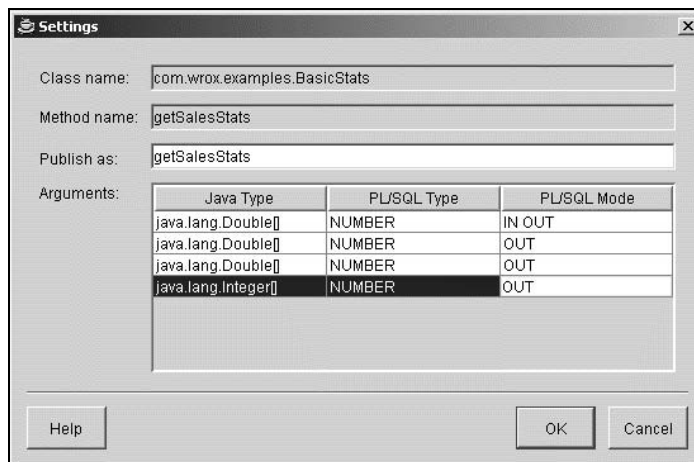 Settings
Class name: com.wrox.examples.BasicStats
Method name: getSalesStats
Publish as: getSalesStats
Arguments: Java Type PL/SQL Type PL/SQL Mode
java.lang.Double[] NUMBER IN OUT
java.lang.Double[] NUMBER OUT
java.lang.Double[] NUMBER OUT
java.lang.Integer[] NUMBER OUT
Help OK Cancel